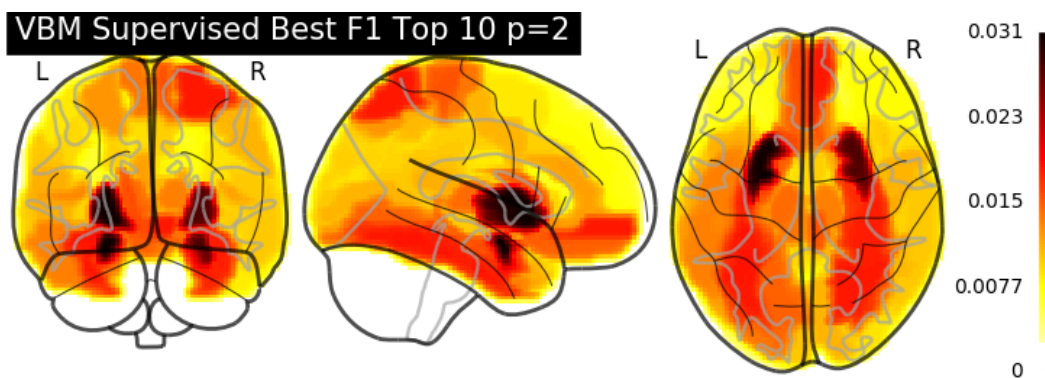 VBM Supervised Best F1 Top 10 p=2
L
R
L
R
0.031
0.023
0.015
0.0077
0